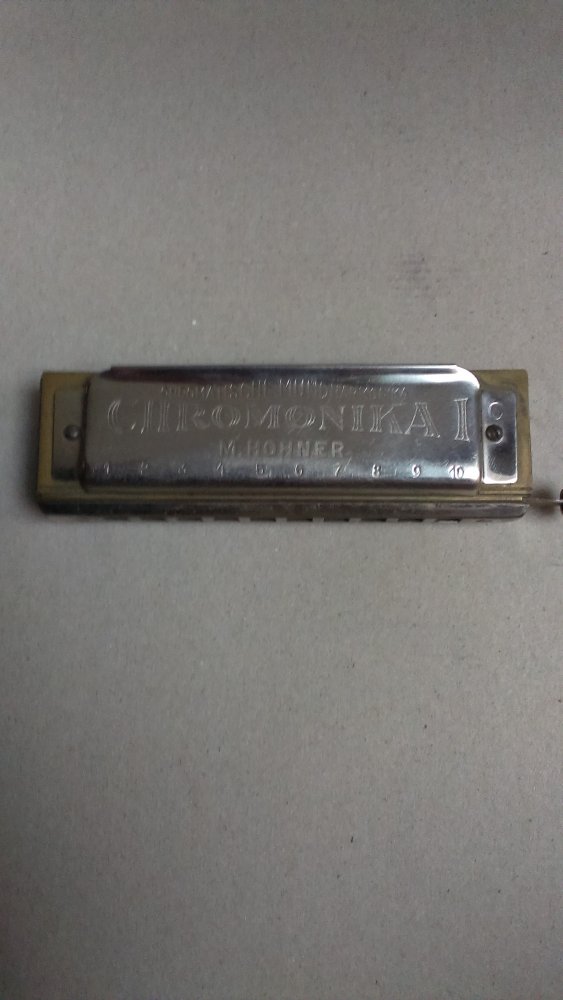 CHROMONIKA I
M. HOHNER
1 2 3 4 5 6 7 8 9 10
C